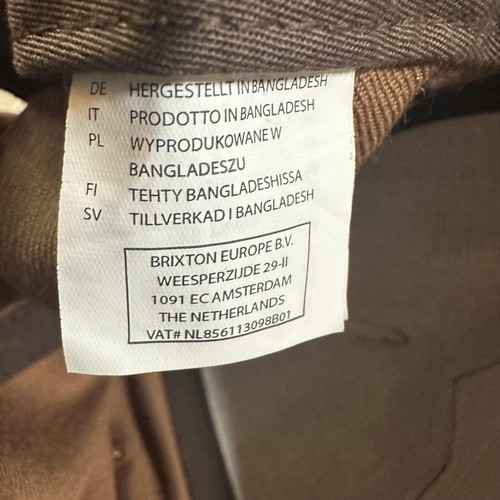 DE HERGESTELLT IN BANGLADESH
IT PRODOTTO IN BANGLADESH
PL WYPRODUKOWANE W
BANGLADESZU
FI TEHTY BANGLADESHISSA
SV TILLVERKAD I BANGLADESH
BRIXTON EUROPE B.V.
WEESPERZIJDE 29-II
1091 EC AMSTERDAM
THE NETHERLANDS
VAT# NL856113098B01